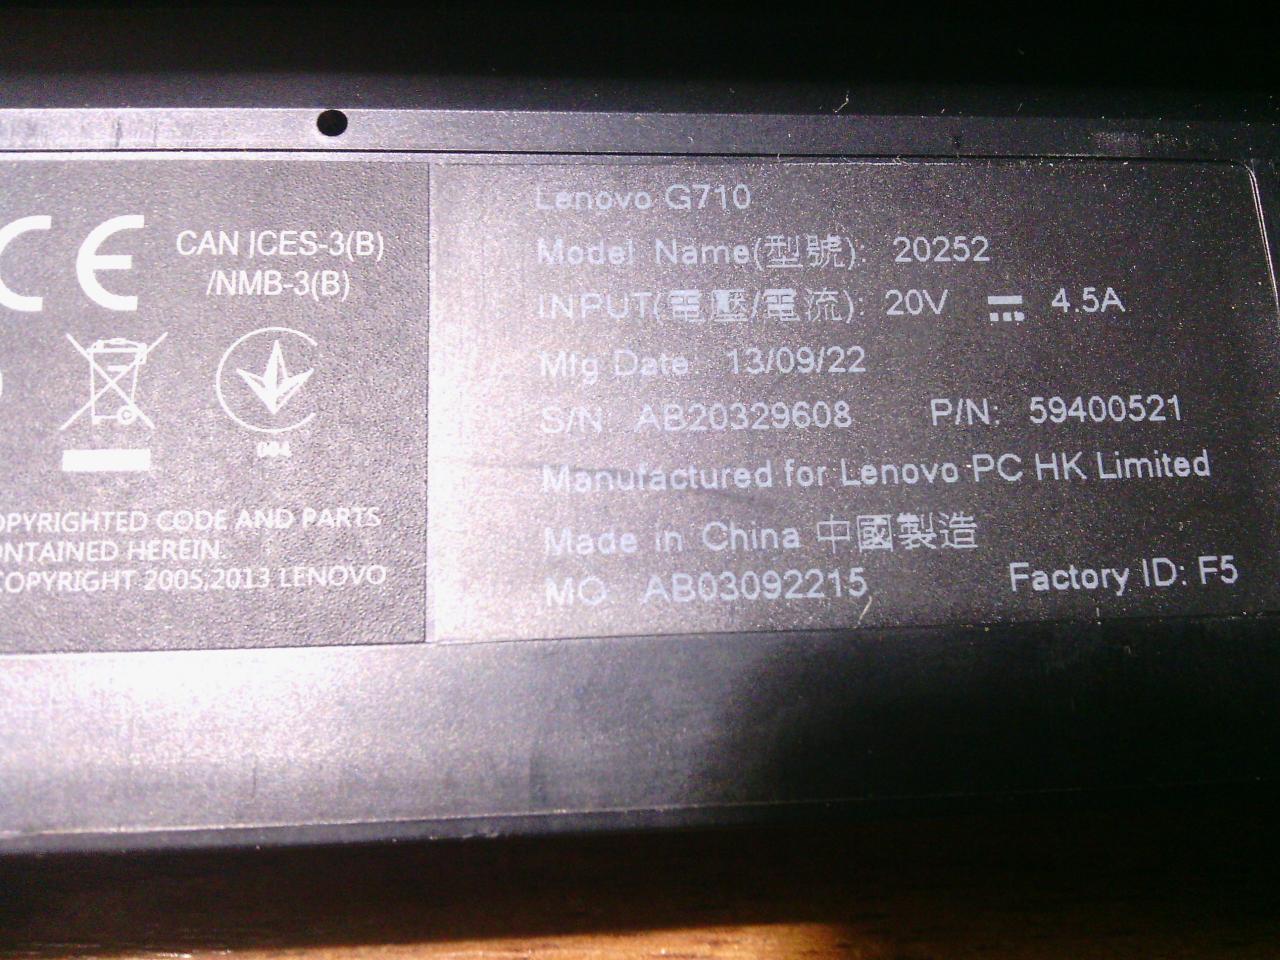 CE
CAN ICES-3(B)
/NMB-3(B)
004
OPYRIGHTED CODE AND PARTS
ONTAINED HEREIN.
COPYRIGHT 2005,2013 LENOVO
Lenovo G710
Model Name(型號): 20252
INPUT(電壓/電流): 20V ⎓ 4.5A
Mfg Date 13/09/22
S/N AB20329608 P/N: 59400521
Manufactured for Lenovo PC HK Limited
Made in China 中國製造
MO AB03092215 Factory ID: F5